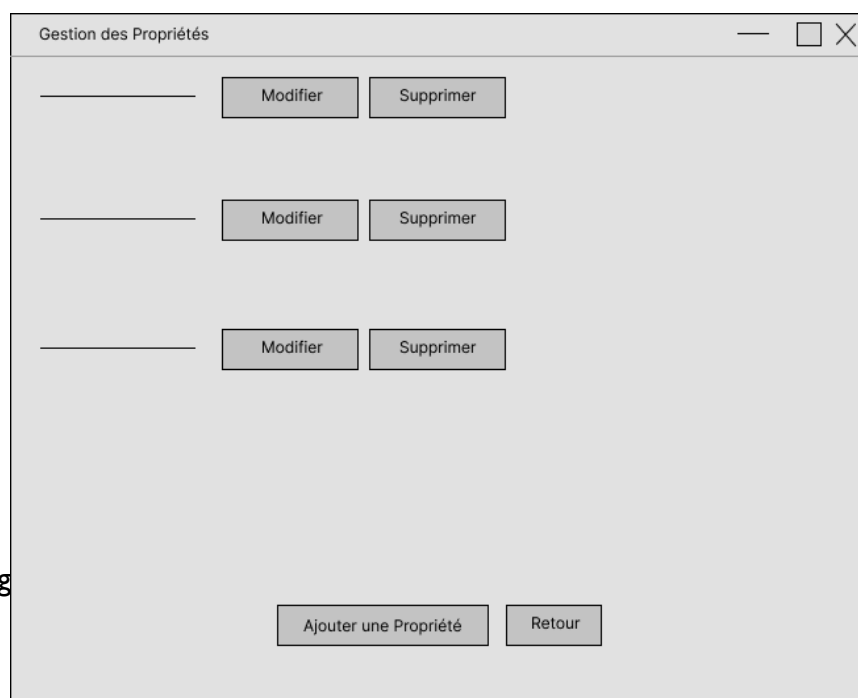 Gestion des Propriétés
Modifier Supprimer
Modifier Supprimer
Modifier Supprimer
g
Ajouter une Propriété Retour